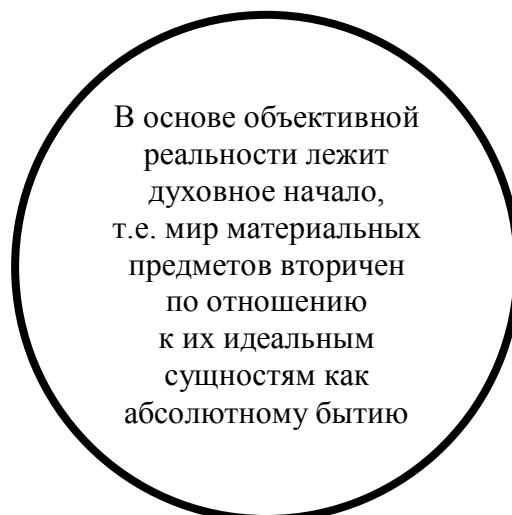 В основе объективной
реальности лежит
духовное начало,
т.е. мир материальных
предметов вторичен
по отношению
к их идеальным
сущностям как
абсолютному бытию